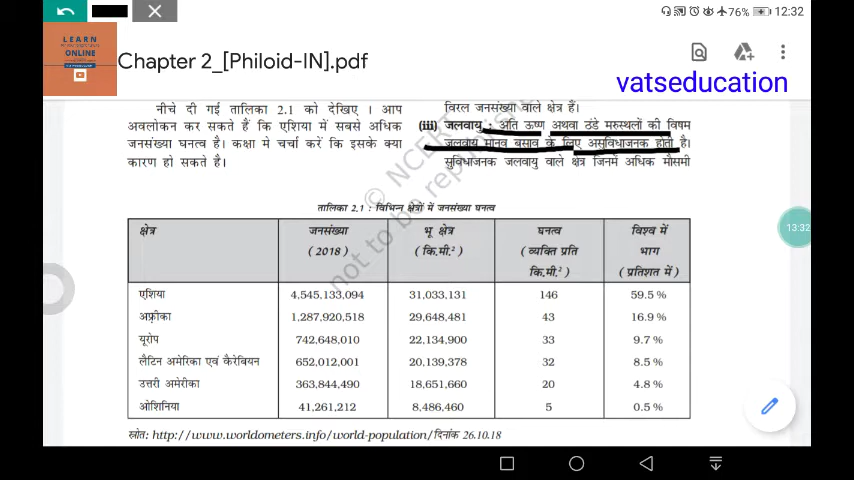 76% 12:32
LEARN
ONLINE
Chapter 2_[Philoid-IN].pdf
vatseducation
नीचे दी गई तालिका 2.1 को देखिए । आप
अवलोकन कर सकते हैं कि एशिया में सबसे अधिक
जनसंख्या घनत्व है। कक्षा मे चर्चा करें कि इसके क्या
कारण हो सकते है।
विरल जनसंख्या वाले क्षेत्र हैं।
(iii) जलवायु : अति ऊष्ण अथवा ठंडे मरुस्थलों की विषम
जलवायु मानव बसाव के लिए असुविधाजनक होती है।
सुविधाजनक जलवायु वाले क्षेत्र जिनमें अधिक मौसमी
© NCERT
not to be republished
तालिका 2.1 : विभिन्न क्षेत्रों में जनसंख्या घनत्व
क्षेत्र जनसंख्या भू क्षेत्र घनत्व विश्व में
(2018) (कि.मी.²) (व्यक्ति प्रति भाग
कि.मी.²) (प्रतिशत में)
एशिया 4,545,133,094 31,033,131 146 59.5 %
अफ्रीका 1,287,920,518 29,648,481 43 16.9 %
यूरोप 742,648,010 22,134,900 33 9.7 %
लैटिन अमेरिका एवं कैरेबियन 652,012,001 20,139,378 32 8.5 %
उत्तरी अमेरीका 363,844,490 18,651,660 20 4.8 %
ओशिनिया 41,261,212 8,486,460 5 0.5 %
स्रोत: http://www.worldometers.info/world-population/दिनांक 26.10.18
13:32